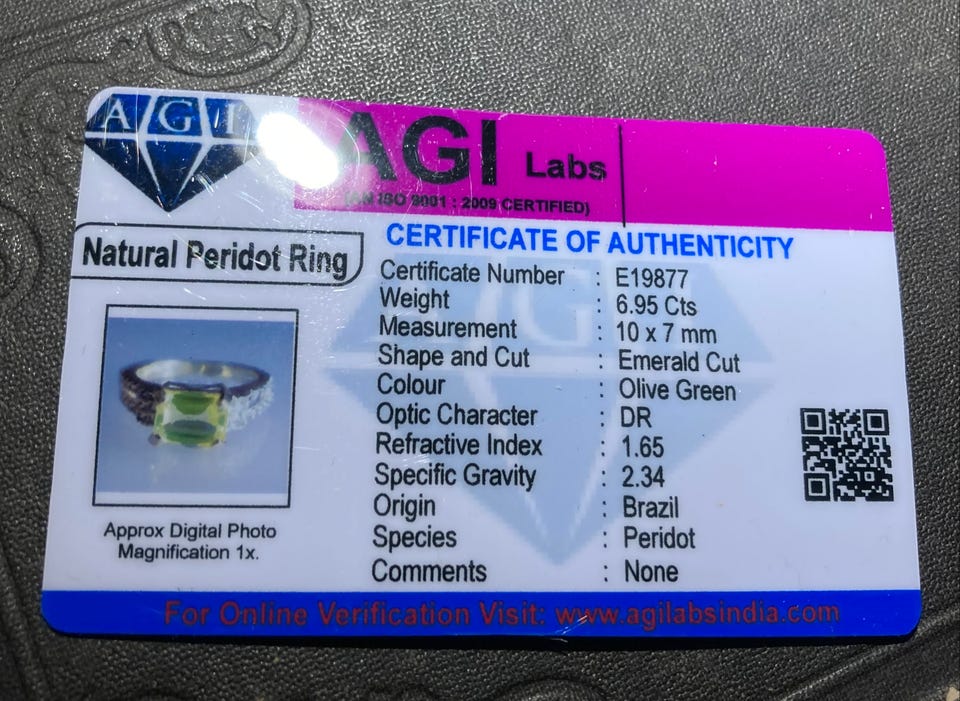 AGI
AGI Labs
(AN ISO 9001 : 2009 CERTIFIED)
Natural Peridot Ring
CERTIFICATE OF AUTHENTICITY
Certificate Number : E19877
Weight : 6.95 Cts
Measurement : 10 x 7 mm
Shape and Cut : Emerald Cut
Colour : Olive Green
Optic Character : DR
Refractive Index : 1.65
Specific Gravity : 2.34
Origin : Brazil
Species : Peridot
Comments : None
Approx Digital Photo
Magnification 1x.
For Online Verification Visit: www.agilabsindia.com